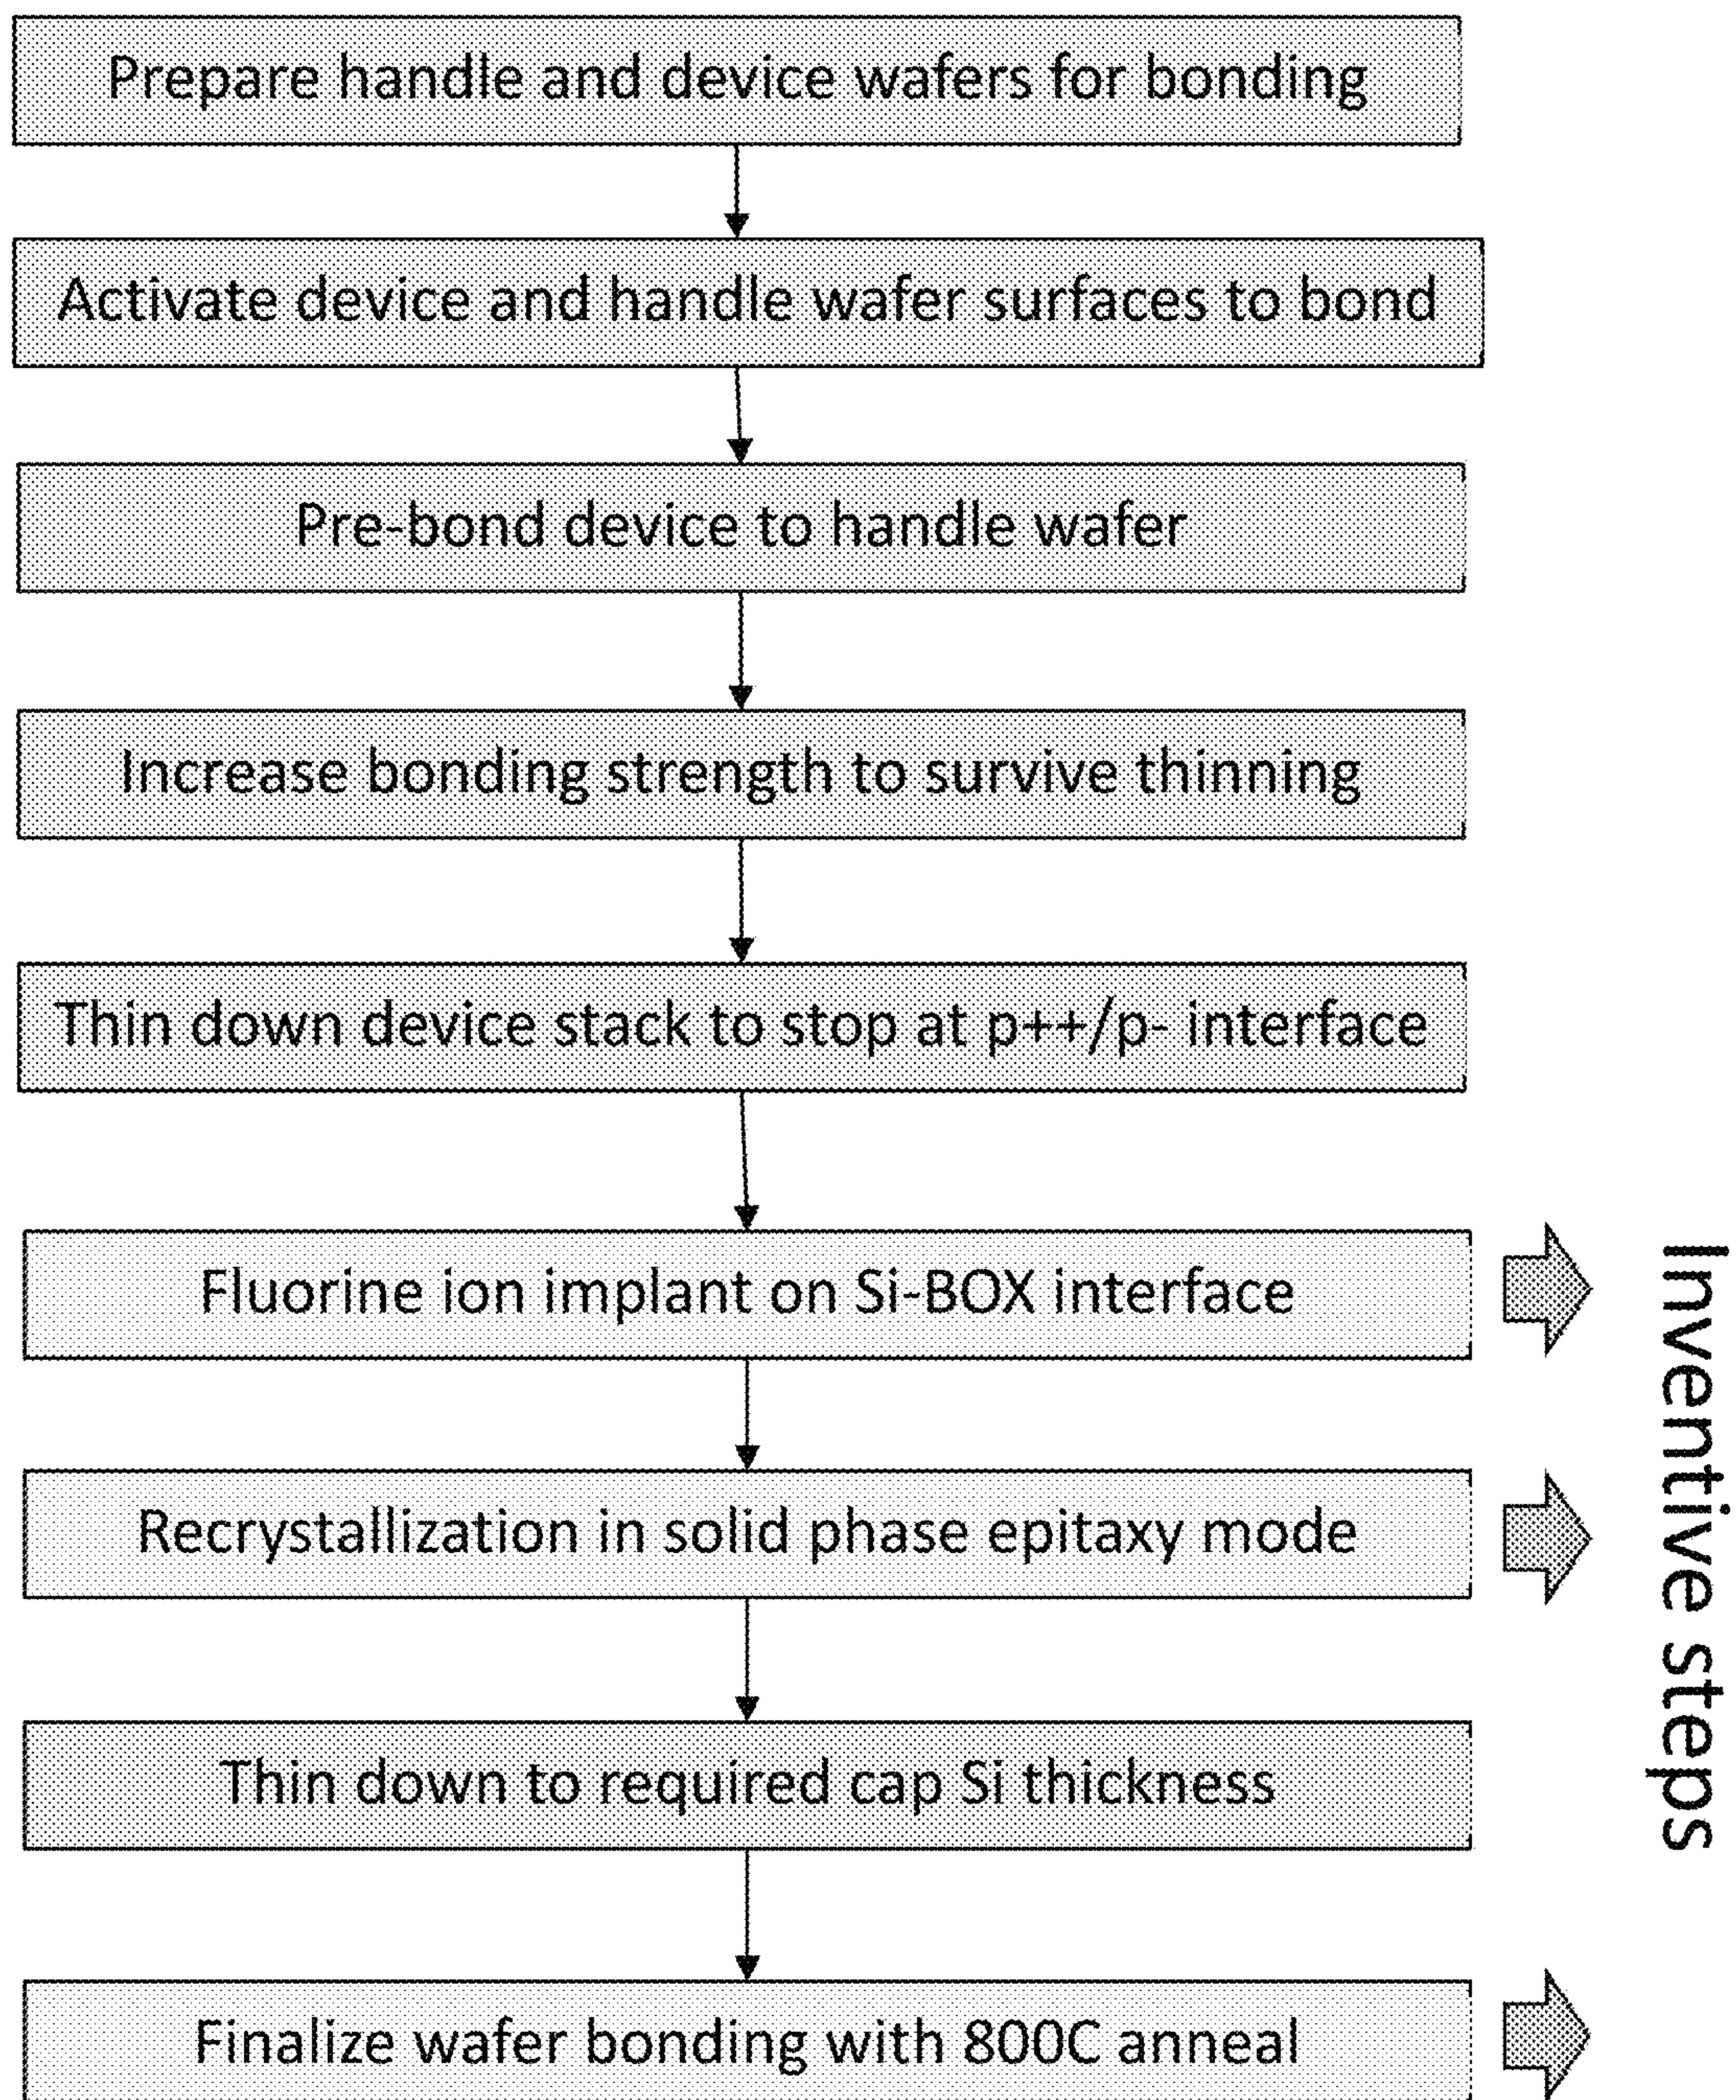 Prepare handle and device wafers for bonding
Activate device and handle wafer surfaces to bond
Pre-bond device to handle wafer
Increase bonding strength to survive thinning
Thin down device stack to stop at p++/p- interface
Fluorine ion implant on Si-BOX interface
Recrystallization in solid phase epitaxy mode
Thin down to required cap Si thickness
Finalize wafer bonding with 800C anneal
Inventive steps